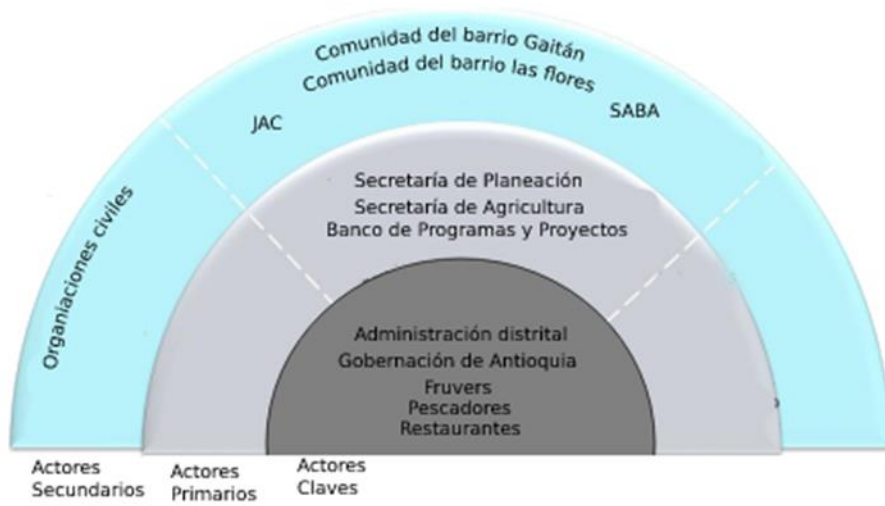 Comunidad del barrio Gaitán
Comunidad del barrio las flores
JAC
SABA
Organiaciones civiles
Secretaría de Planeación
Secretaría de Agricultura
Banco de Programas y Proyectos
Administración distrital
Gobernación de Antioquia
Fruvers
Pescadores
Restaurantes
Actores
Secundarios
Actores
Primarios
Actores
Claves